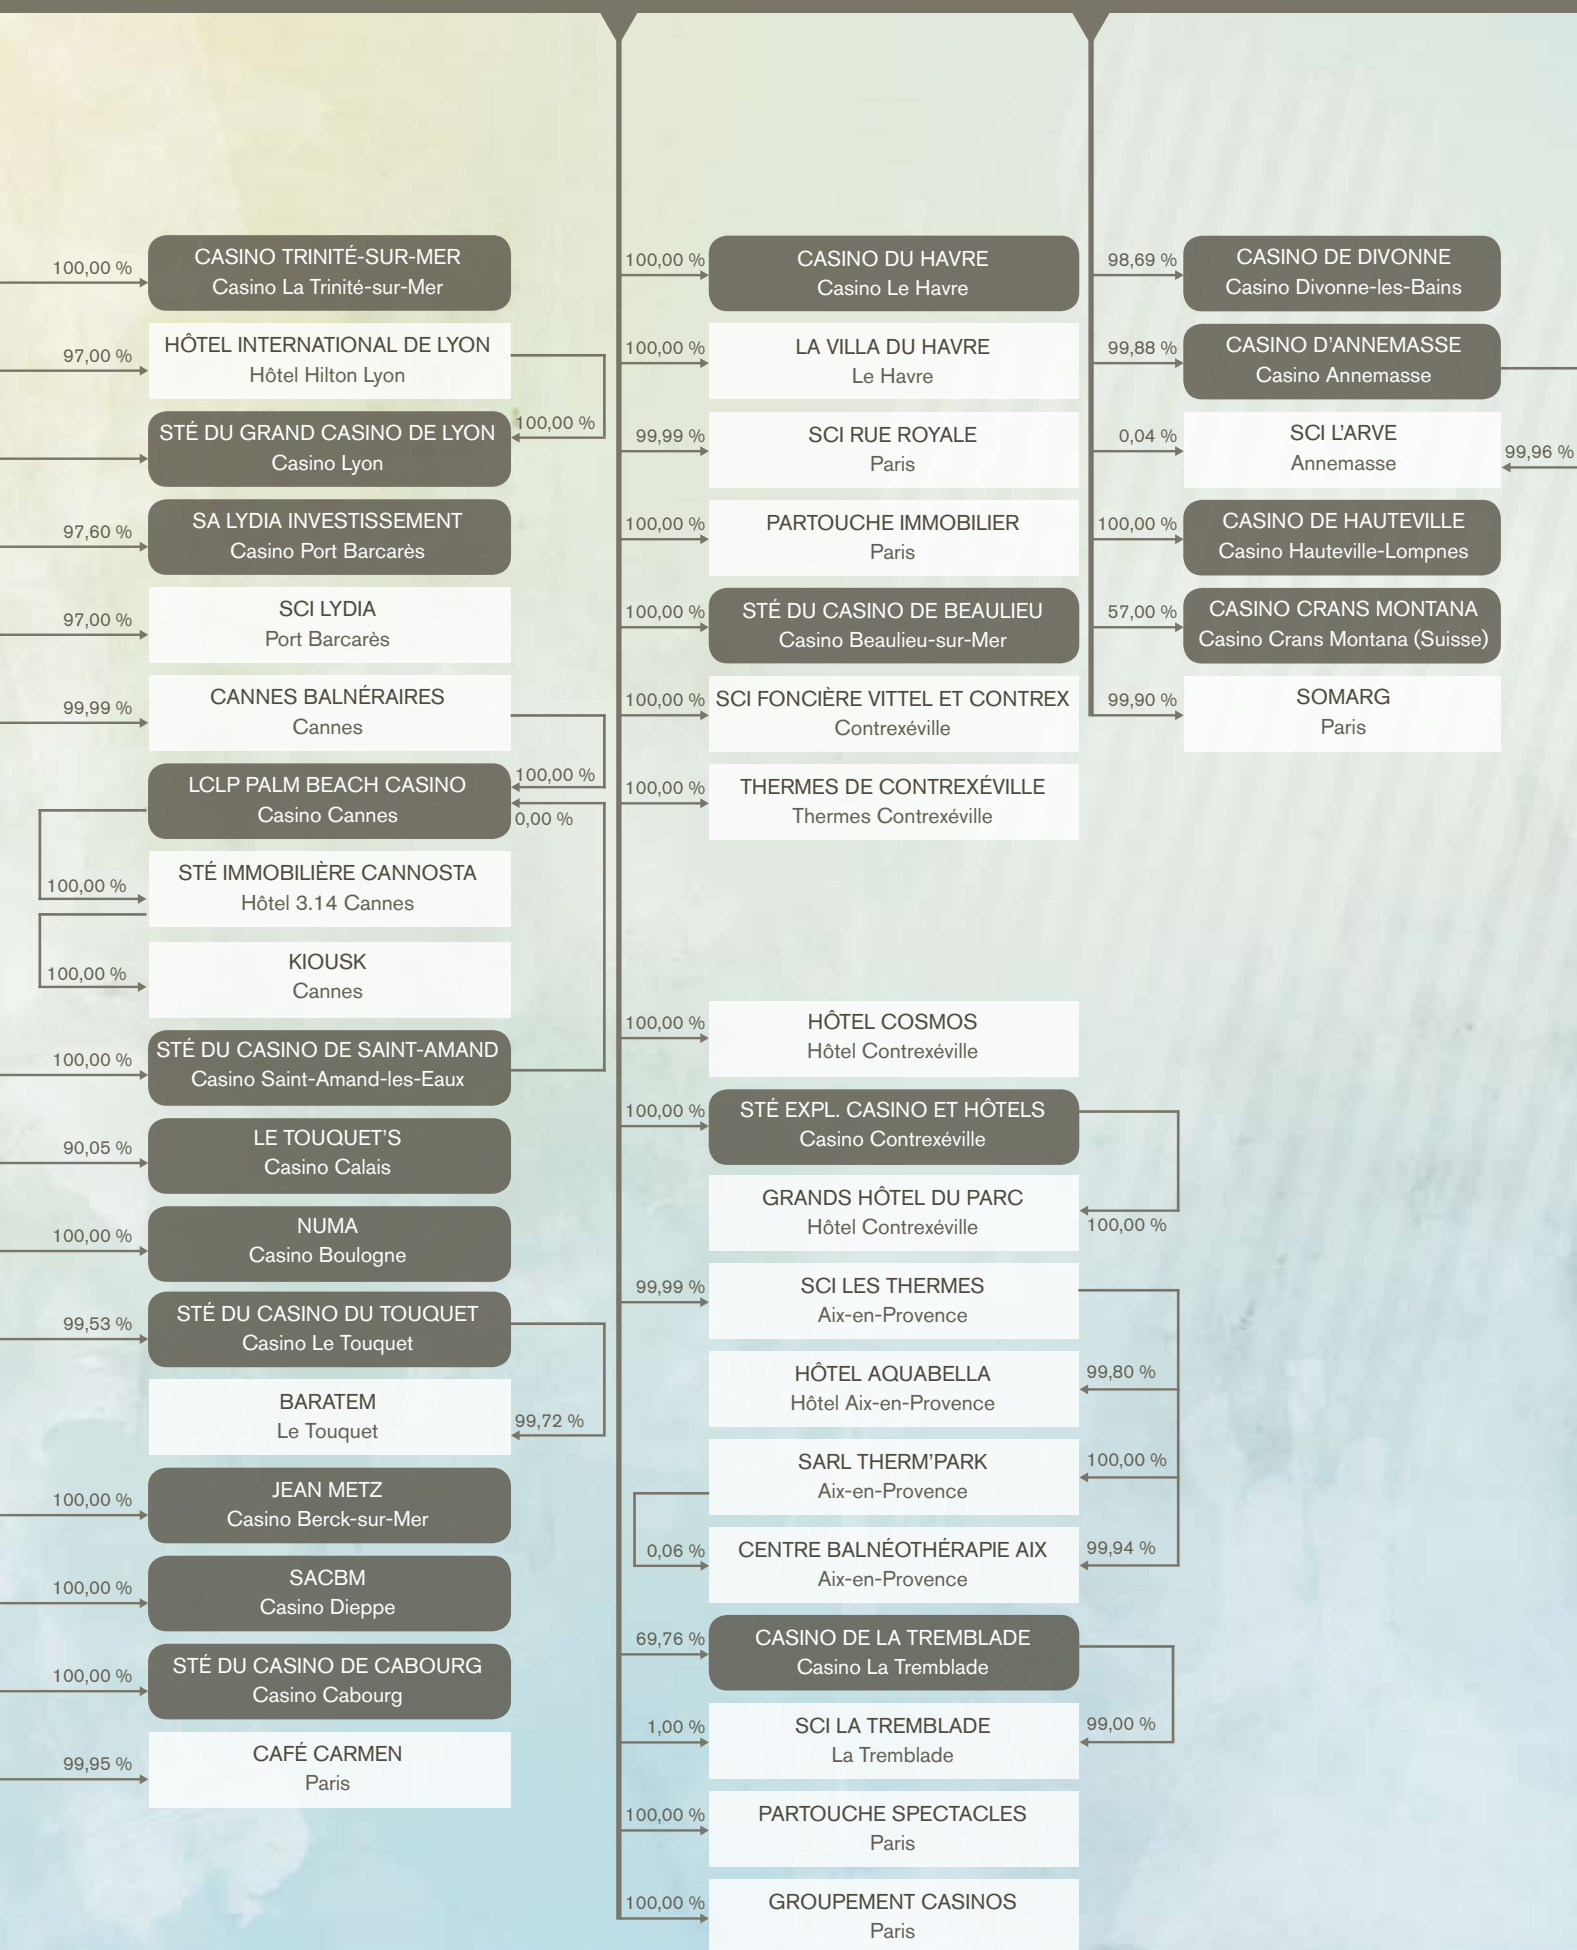 100,00 %
CASINO TRINITÉ-SUR-MER
Casino La Trinité-sur-Mer
97,00 %
HÔTEL INTERNATIONAL DE LYON
Hôtel Hilton Lyon
STÉ DU GRAND CASINO DE LYON
Casino Lyon
100,00 %
97,60 %
SA LYDIA INVESTISSEMENT
Casino Port Barcarès
97,00 %
SCI LYDIA
Port Barcarès
99,99 %
CANNES BALNÉRAIRES
Cannes
LCLP PALM BEACH CASINO
Casino Cannes
100,00 %
0,00 %
100,00 %
STÉ IMMOBILIÈRE CANNOSTA
Hôtel 3.14 Cannes
100,00 %
KIOUSK
Cannes
100,00 %
STÉ DU CASINO DE SAINT-AMAND
Casino Saint-Amand-les-Eaux
90,05 %
LE TOUQUET'S
Casino Calais
100,00 %
NUMA
Casino Boulogne
99,53 %
STÉ DU CASINO DU TOUQUET
Casino Le Touquet
BARATEM
Le Touquet
99,72 %
100,00 %
JEAN METZ
Casino Berck-sur-Mer
100,00 %
SACBM
Casino Dieppe
100,00 %
STÉ DU CASINO DE CABOURG
Casino Cabourg
99,95 %
CAFÉ CARMEN
Paris
100,00 %
CASINO DU HAVRE
Casino Le Havre
100,00 %
LA VILLA DU HAVRE
Le Havre
99,99 %
SCI RUE ROYALE
Paris
100,00 %
PARTOUCHE IMMOBILIER
Paris
100,00 %
STÉ DU CASINO DE BEAULIEU
Casino Beaulieu-sur-Mer
100,00 %
SCI FONCIÈRE VITTEL ET CONTREX
Contrexéville
100,00 %
THERMES DE CONTREXÉVILLE
Thermes Contrexéville
100,00 %
HÔTEL COSMOS
Hôtel Contrexéville
100,00 %
STÉ EXPL. CASINO ET HÔTELS
Casino Contrexéville
GRANDS HÔTEL DU PARC
Hôtel Contrexéville
100,00 %
99,99 %
SCI LES THERMES
Aix-en-Provence
HÔTEL AQUABELLA
Hôtel Aix-en-Provence
99,80 %
SARL THERM'PARK
Aix-en-Provence
100,00 %
0,06 %
CENTRE BALNÉOTHÉRAPIE AIX
Aix-en-Provence
99,94 %
69,76 %
CASINO DE LA TREMBLADE
Casino La Tremblade
1,00 %
SCI LA TREMBLADE
La Tremblade
99,00 %
100,00 %
PARTOUCHE SPECTACLES
Paris
100,00 %
GROUPEMENT CASINOS
Paris
98,69 %
CASINO DE DIVONNE
Casino Divonne-les-Bains
99,88 %
CASINO D'ANNEMASSE
Casino Annemasse
0,04 %
SCI L'ARVE
Annemasse
99,96 %
100,00 %
CASINO DE HAUTEVILLE
Casino Hauteville-Lompnes
57,00 %
CASINO CRANS MONTANA
Casino Crans Montana (Suisse)
99,90 %
SOMARG
Paris